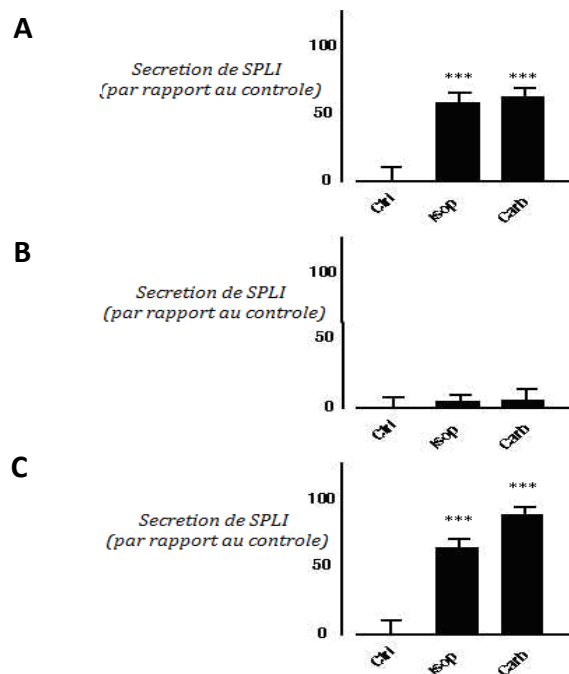 A
Secretion de SPLI
(par rapport au controle)
100
50
0
***
***
Ctrl
Isop
Carb
B
Secretion de SPLI
(par rapport au controle)
100
50
0
Ctrl
Isop
Carb
C
Secretion de SPLI
(par rapport au controle)
100
50
0
***
***
Ctrl
Isop
Carb